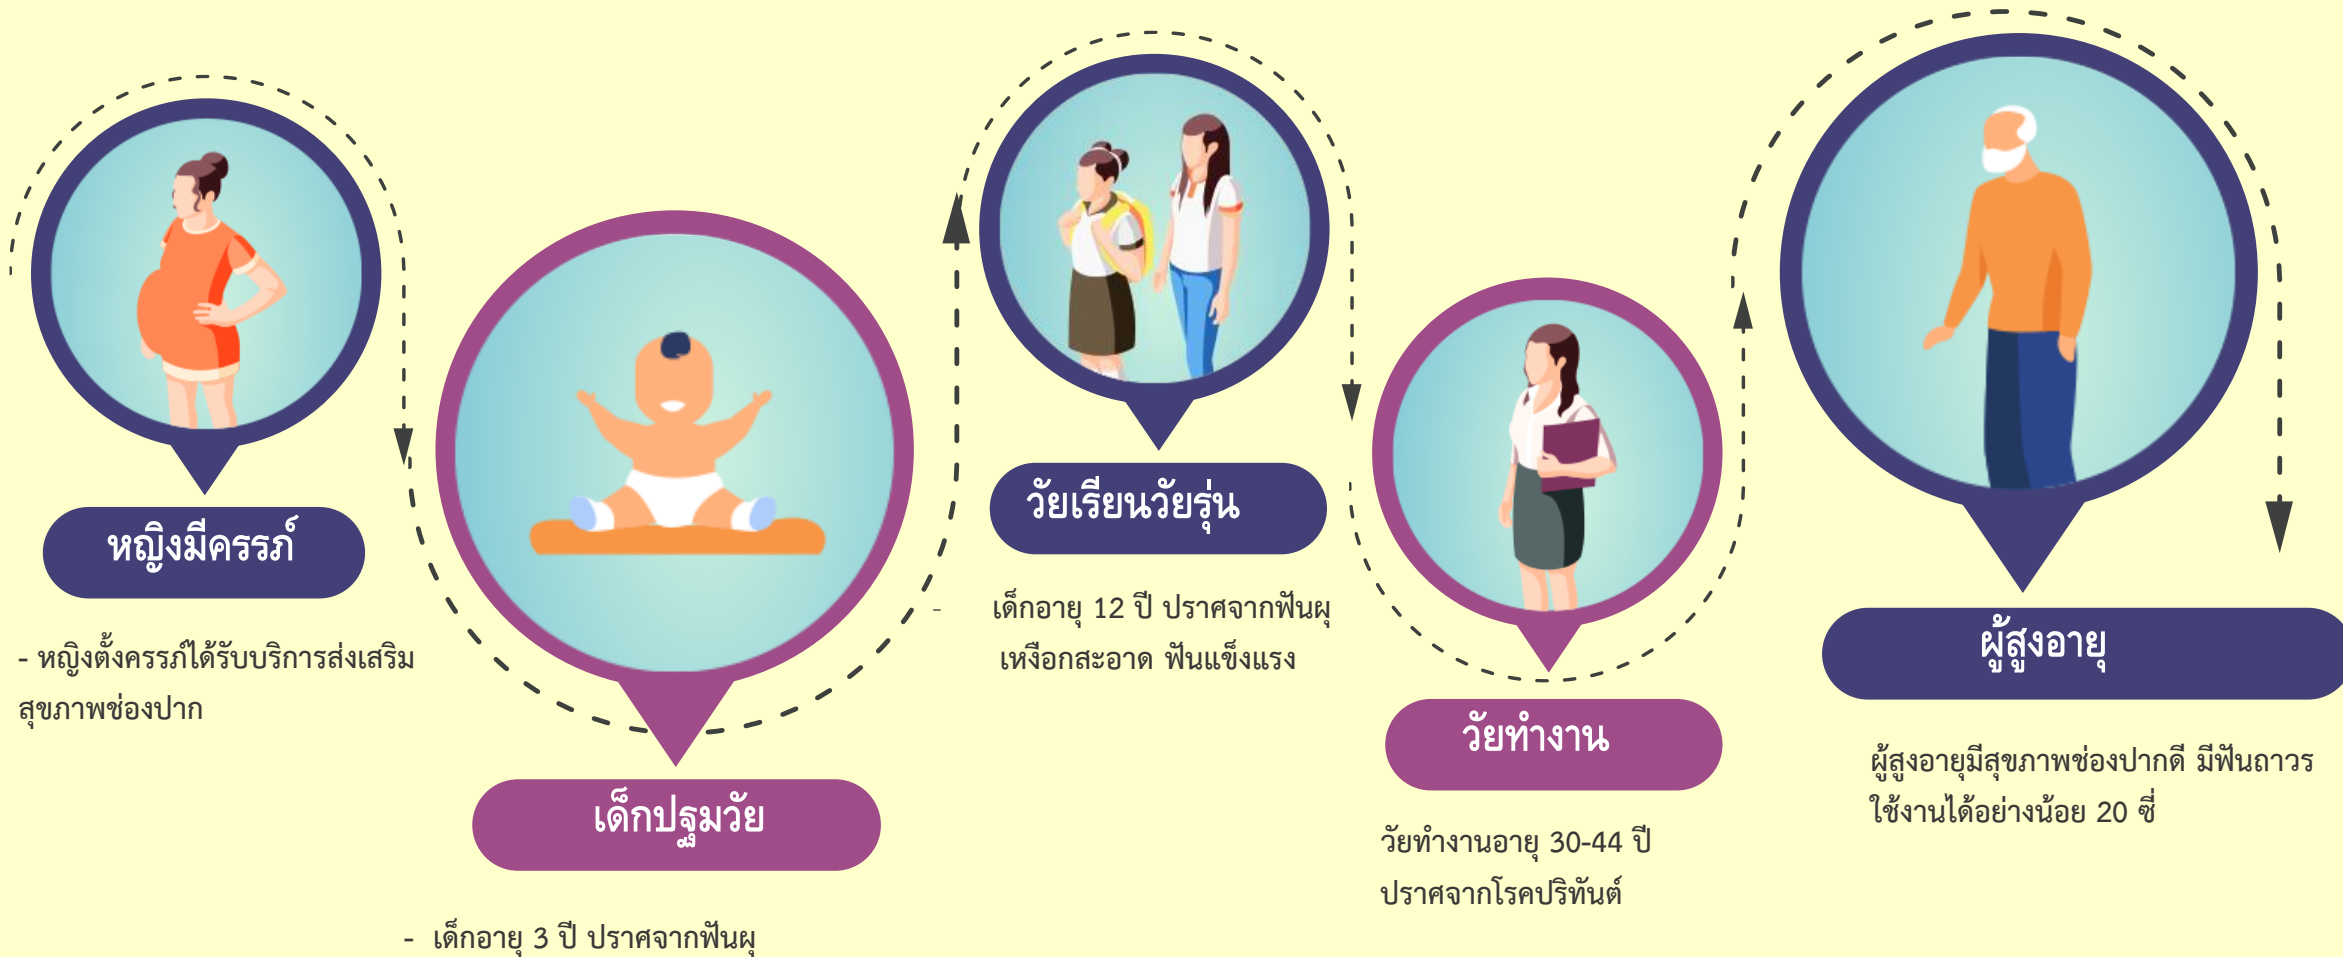 หญิงมีครรภ์
- หญิงตั้งครรภ์ได้รับบริการส่งเสริม
สุขภาพช่องปาก
เด็กปฐมวัย
- เด็กอายุ 3 ปี ปราศจากฟันผุ
วัยเรียนวัยรุ่น
- เด็กอายุ 12 ปี ปราศจากฟันผุ
เหงือกสะอาด ฟันแข็งแรง
วัยทำงาน
วัยทำงานอายุ 30-44 ปี
ปราศจากโรคปริทันต์
ผู้สูงอายุ
ผู้สูงอายุมีสุขภาพช่องปากดี มีฟันถาวร
ใช้งานได้อย่างน้อย 20 ซี่